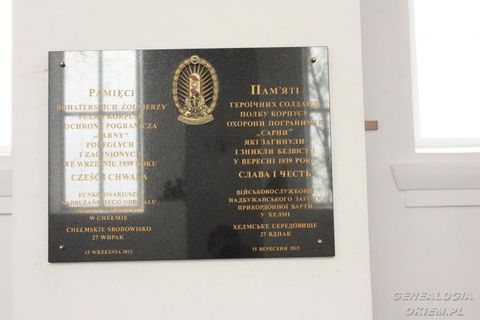 PAMIĘCI
BOHATERSKICH ŻOŁNIERZY
PUŁKU KORPUSU
OCHRONY POGRANICZA
„SARNY”
POLEGŁYCH
I ZAGINIONYCH
WE WRZEŚNIU 1939 ROKU
CZEŚĆ I CHWAŁA
FUNKCJONARIUSZE
NADBUŻAŃSKIEGO ODDZIAŁU
W CHEŁMIE
CHEŁMSKIE ŚRODOWISKO
27 WDPAK
15 WRZEŚNIA 2012
ПАМ'ЯТІ
ГЕРОЇЧНИХ СОЛДАТІВ
ПОЛКУ КОРПУСУ
ОХОРОНИ ПОГРАНИЧЧЯ
„САРНИ”
ЯКІ ЗАГИНУЛИ
І ЗНИКЛИ БЕЗВІСТИ
У ВЕРЕСНІ 1939 РОКУ
СЛАВА І ЧЕСТЬ
ВІЙСЬКОВОСЛУЖБОВЦІ
НАДБУЖАНСЬКОГО ЗАГОНУ
ПРИКОРДОННОЇ ВАРТИ
У ХЕЛМІ
ХЕЛМСЬКЕ СЕРЕДОВИЩЕ
27 ВДПАК
15 ВЕРЕСНЯ 2012
GENEALOGIA.
OKIEM.PL